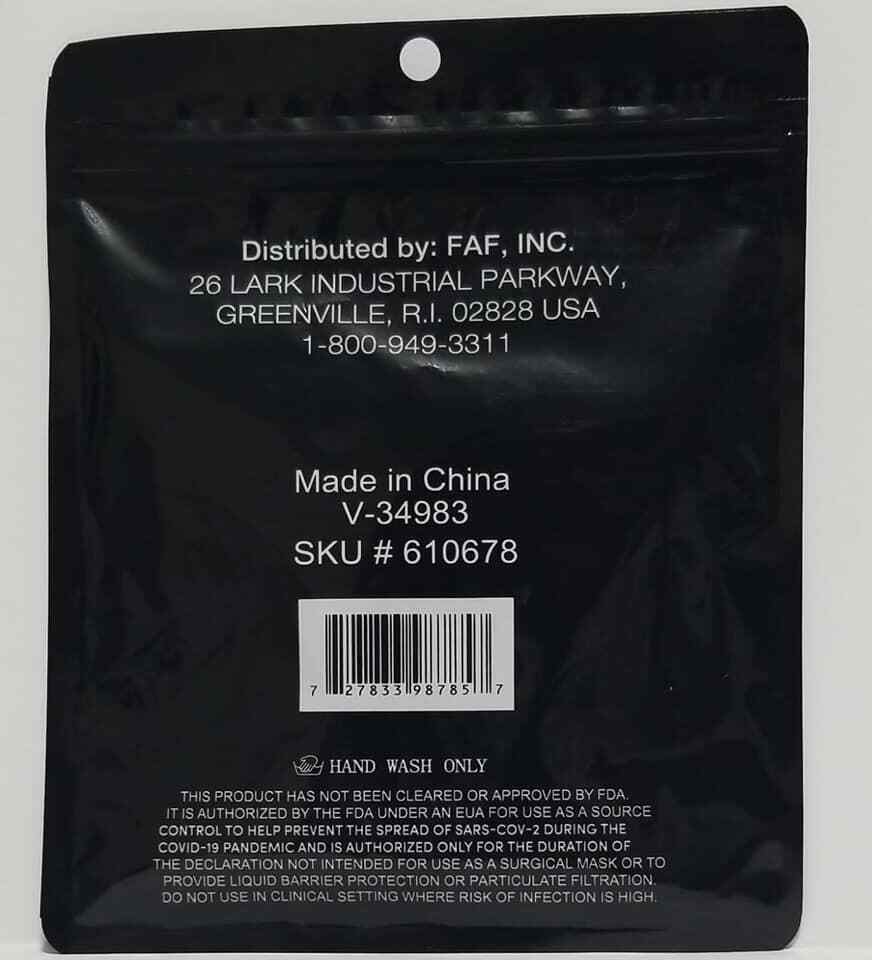 Distributed by: FAF, INC.
26 LARK INDUSTRIAL PARKWAY,
GREENVILLE, R.I. 02828 USA
1-800-949-3311
Made in China
V-34983
SKU # 610678
7 27833 98785 7
HAND WASH ONLY
THIS PRODUCT HAS NOT BEEN CLEARED OR APPROVED BY FDA.
IT IS AUTHORIZED BY THE FDA UNDER AN EUA FOR USE AS A SOURCE
CONTROL TO HELP PREVENT THE SPREAD OF SARS-COV-2 DURING THE
COVID-19 PANDEMIC AND IS AUTHORIZED ONLY FOR THE DURATION OF
THE DECLARATION NOT INTENDED FOR USE AS A SURGICAL MASK OR TO
PROVIDE LIQUID BARRIER PROTECTION OR PARTICULATE FILTRATION.
DO NOT USE IN CLINICAL SETTING WHERE RISK OF INFECTION IS HIGH.